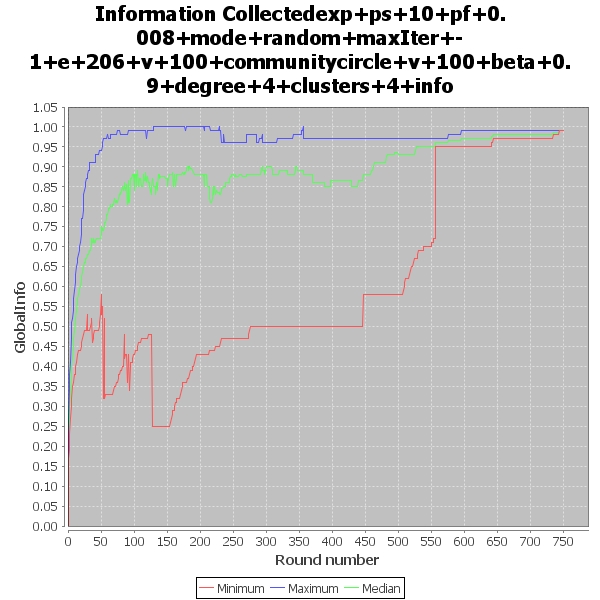 Information Collectedexp+ps+10+pf+0.
008+mode+random+maxIter+-
1+e+206+v+100+communitycircle+v+100+beta+0.
9+degree+4+clusters+4+info
1.05
1.00
0.95
0.90
0.85
0.80
0.75
0.70
0.65
0.60
0.55
0.50
0.45
0.40
0.35
0.30
0.25
0.20
0.15
0.10
0.05
0.00
GlobalInfo
0 50 100 150 200 250 300 350 400 450 500 550 600 650 700 750
Round number
Minimum Maximum Median